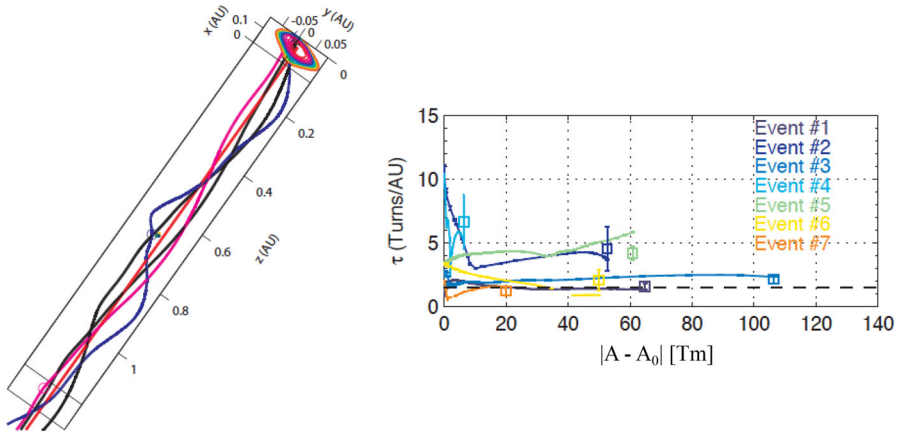 x (AU)
0.1
0
-0.05
y (AU)
0
0.05
0
0.2
0.4
z (AU)
0.6
0.8
1
15
10
5
0
τ (Turns/AU)
Event #1
Event #2
Event #3
Event #4
Event #5
Event #6
Event #7
0 20 40 60 80 100 120 140
|A - A₀| [Tm]